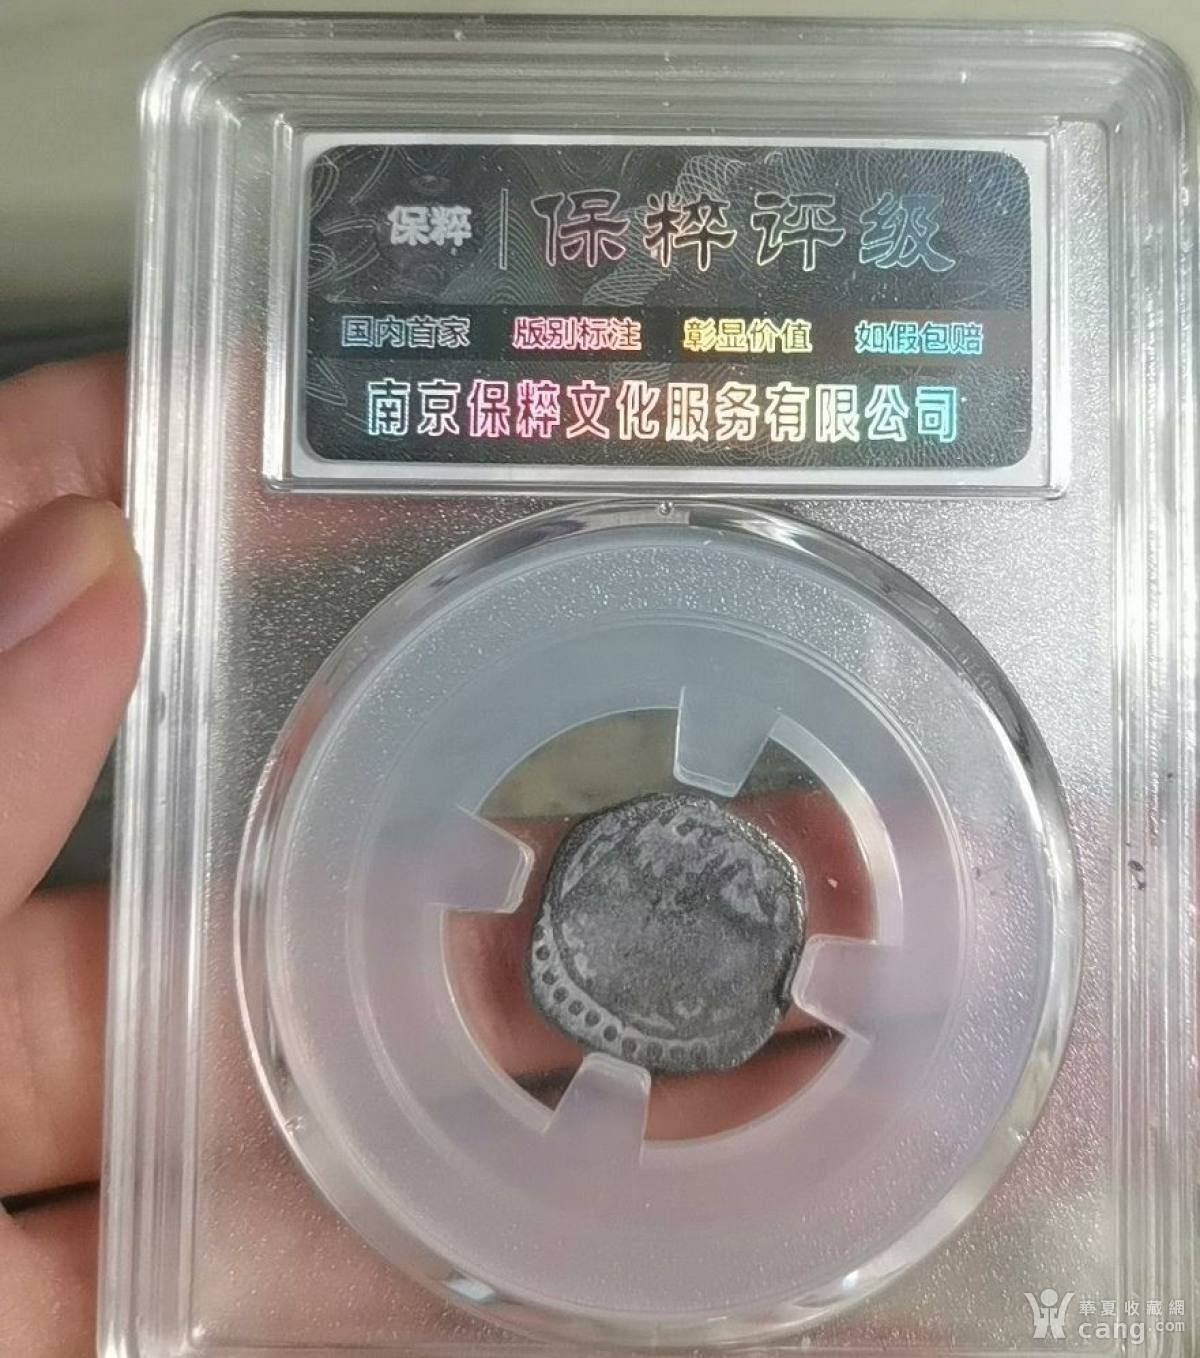 保粹 保粹评级
国内首家 版别标注 彰显价值 如假包赔
南京保粹文化服务有限公司
華夏收藏網
cang.com